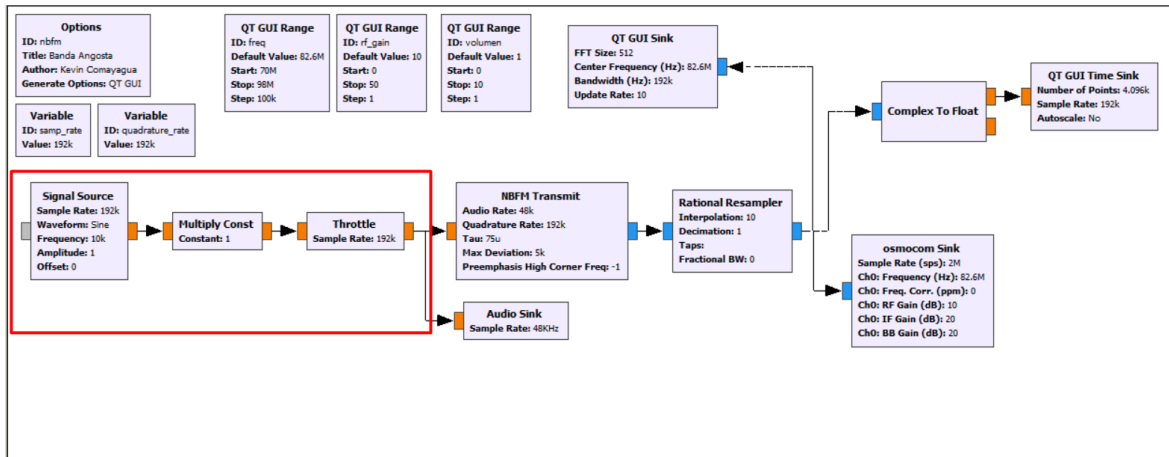 Options
ID: nbfm
Title: Banda Angosta
Author: Kevin Comayagua
Generate Options: QT GUI
QT GUI Range
ID: freq
Default Value: 82.6M
Start: 70M
Stop: 98M
Step: 100k
QT GUI Range
ID: rf_gain
Default Value: 10
Start: 0
Stop: 50
Step: 1
QT GUI Range
ID: volumen
Default Value: 1
Start: 0
Stop: 10
Step: 1
QT GUI Sink
FFT Size: 512
Center Frequency (Hz): 82.6M
Bandwidth (Hz): 192k
Update Rate: 10
Complex To Float
QT GUI Time Sink
Number of Points: 4.096k
Sample Rate: 192k
Autoscale: No
Variable
ID: samp_rate
Value: 192k
Variable
ID: quadrature_rate
Value: 192k
Signal Source
Sample Rate: 192k
Waveform: Sine
Frequency: 10k
Amplitude: 1
Offset: 0
Multiply Const
Constant: 1
Throttle
Sample Rate: 192k
NBFM Transmit
Audio Rate: 48k
Quadrature Rate: 192k
Tau: 75u
Max Deviation: 5k
Preemphasis High Corner Freq: -1
Rational Resampler
Interpolation: 10
Decimation: 1
Taps:
Fractional BW: 0
osmocom Sink
Sample Rate (sps): 2M
Ch0: Frequency (Hz): 82.6M
Ch0: Freq. Corr. (ppm): 0
Ch0: RF Gain (dB): 10
Ch0: IF Gain (dB): 20
Ch0: BB Gain (dB): 20
Audio Sink
Sample Rate: 48KHz